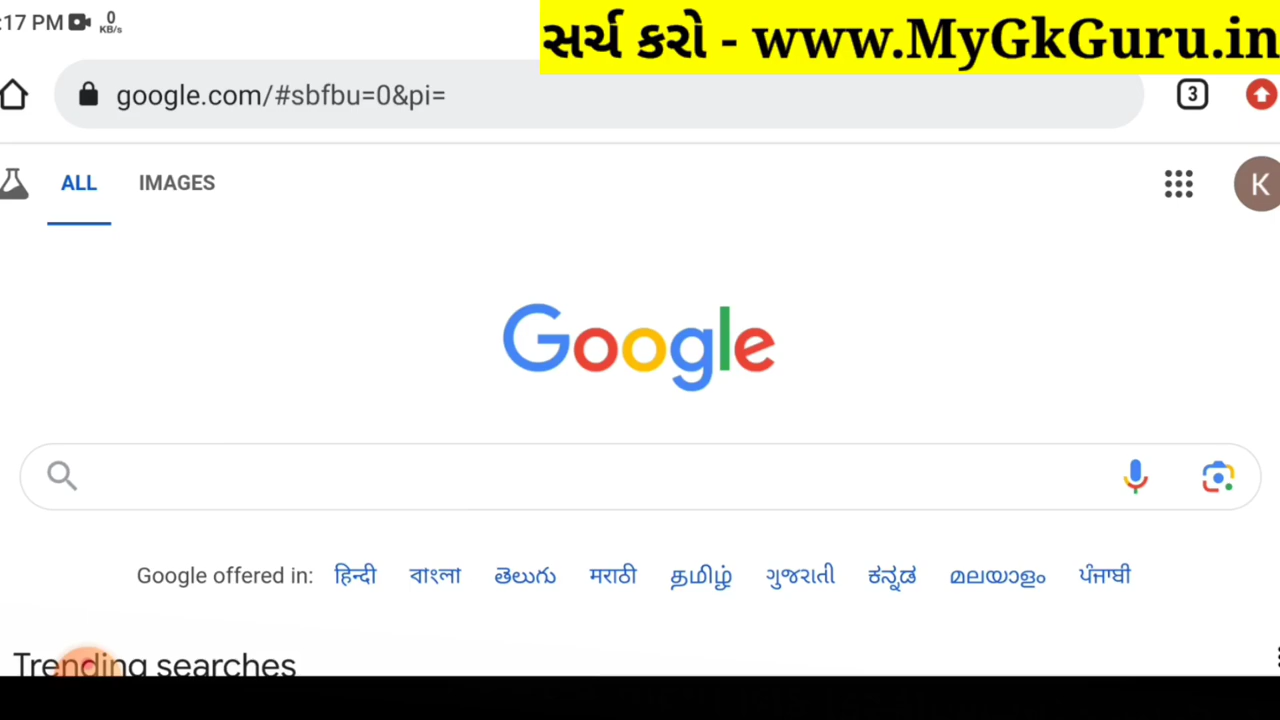 :17 PM 0 KB/s
સર્ચ કરો - www.MyGkGuru.in
google.com/#sbfbu=0&pi=
3
ALL IMAGES
K
Google
Google offered in: हिन्दी বাংলা తెలుగు मराठी தமிழ் ગુજરાતી ಕನ್ನಡ മലയാളം ਪੰਜਾਬੀ
Trending searches